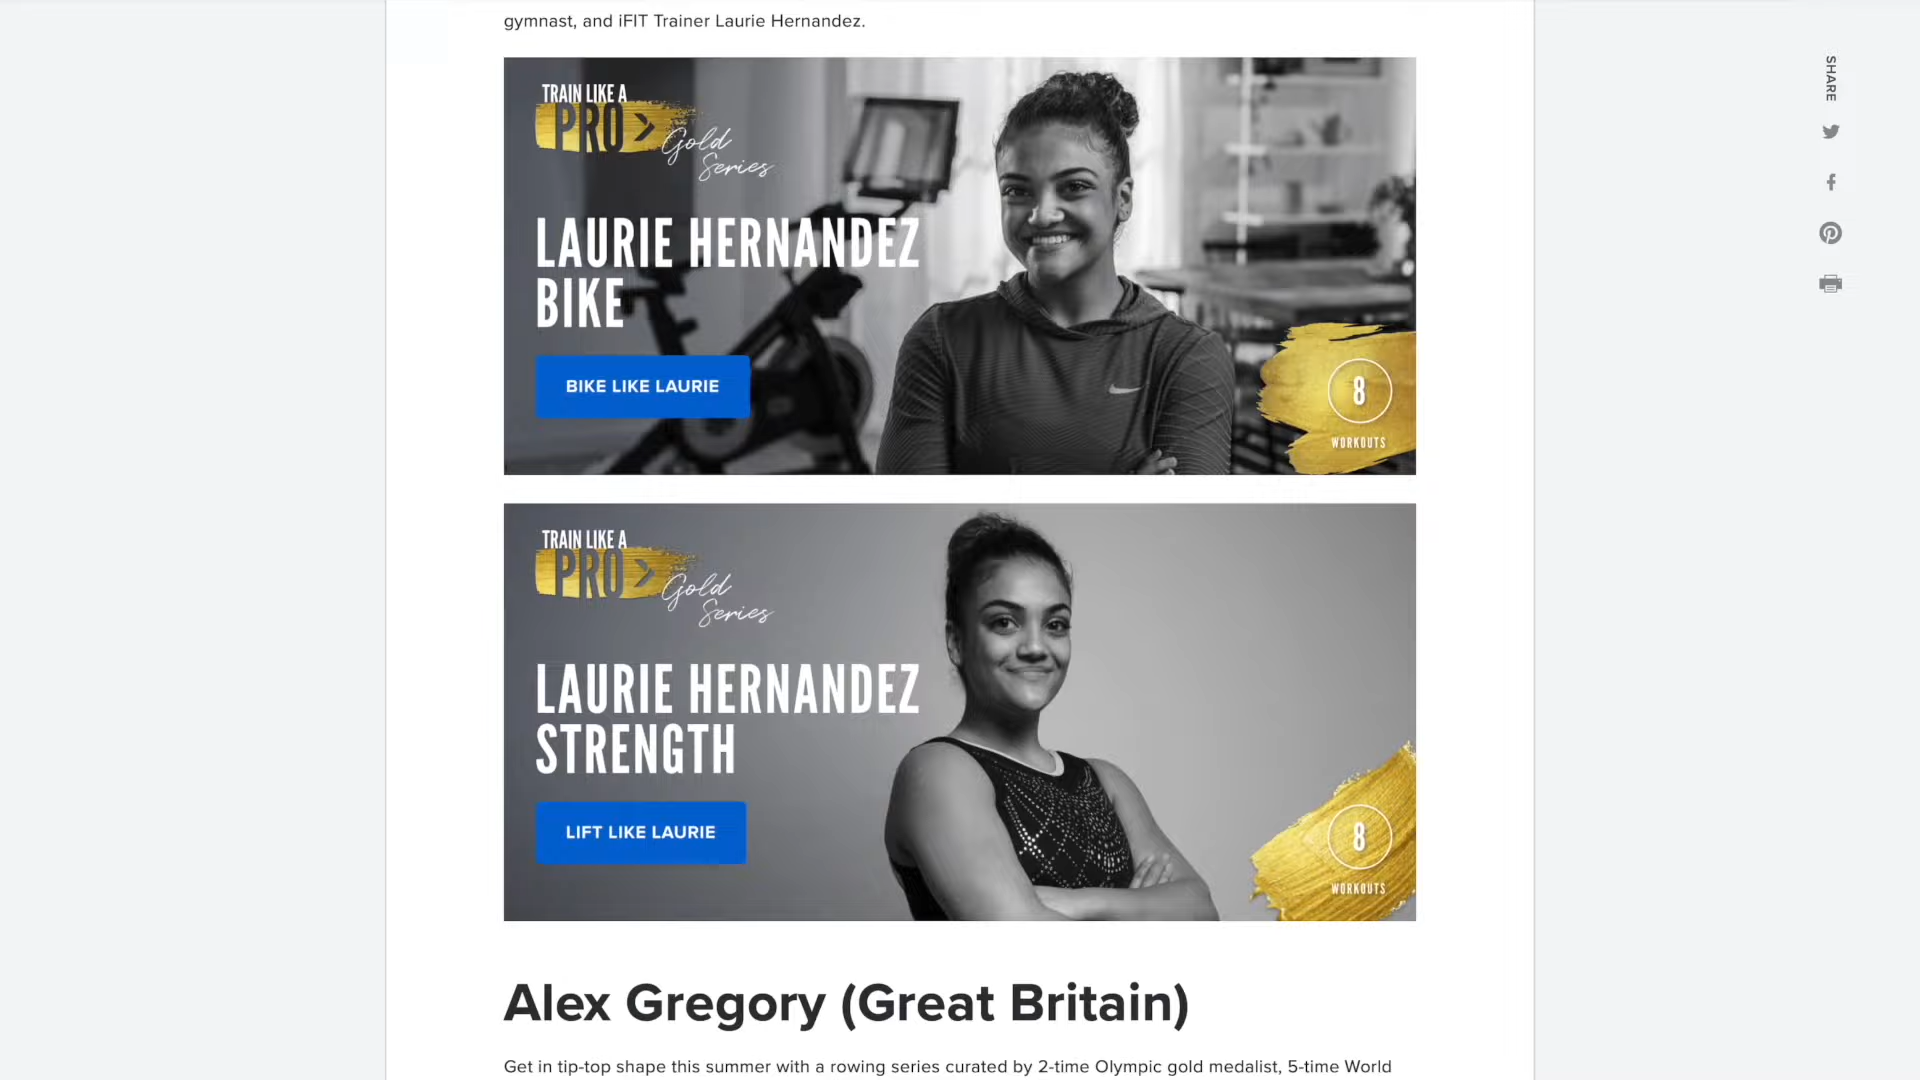 gymnast, and iFIT Trainer Laurie Hernandez.
TRAIN LIKE A
PRO
Gold
Series
LAURIE HERNANDEZ
BIKE
BIKE LIKE LAURIE
8
WORKOUTS
TRAIN LIKE A
PRO
Gold
Series
LAURIE HERNANDEZ
STRENGTH
LIFT LIKE LAURIE
8
WORKOUTS
Alex Gregory (Great Britain)
Get in tip-top shape this summer with a rowing series curated by 2-time Olympic gold medalist, 5-time World
SHARE